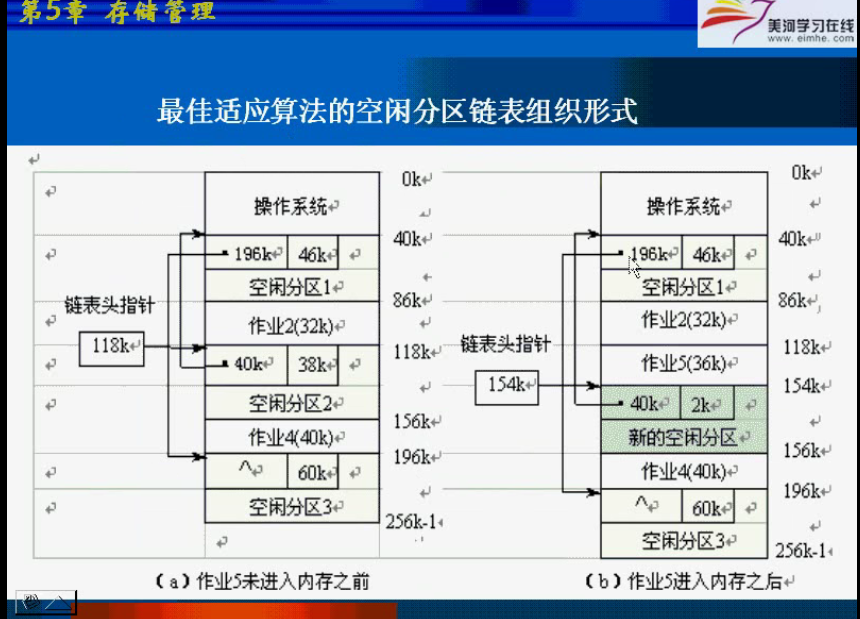 第5章 存储管理
美河学习在线
www.eimhe.com
最佳适应算法的空闲分区链表组织形式
0k
操作系统
40k
196k 46k
空闲分区1
86k
链表头指针
作业2(32k)
118k
118k
40k 38k
空闲分区2
156k
作业4(40k)
196k
^ 60k
空闲分区3
256k-1
(a)作业5未进入内存之前
0k
操作系统
40k
196k 46k
空闲分区1
86k
作业2(32k)
118k
链表头指针
作业5(36k)
154k
154k
40k 2k
新的空闲分区
156k
作业4(40k)
196k
^ 60k
空闲分区3
256k-1
(b)作业5进入内存之后